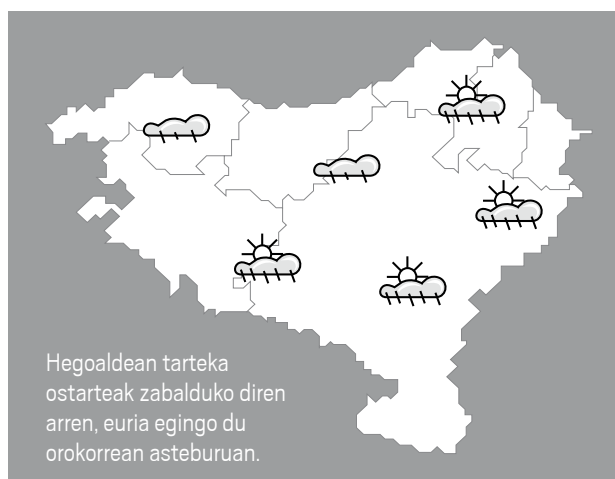 Hegoaldean tarteka
ostarteak zabalduko diren
arren, euria egingo du
orokorrean asteburuan.